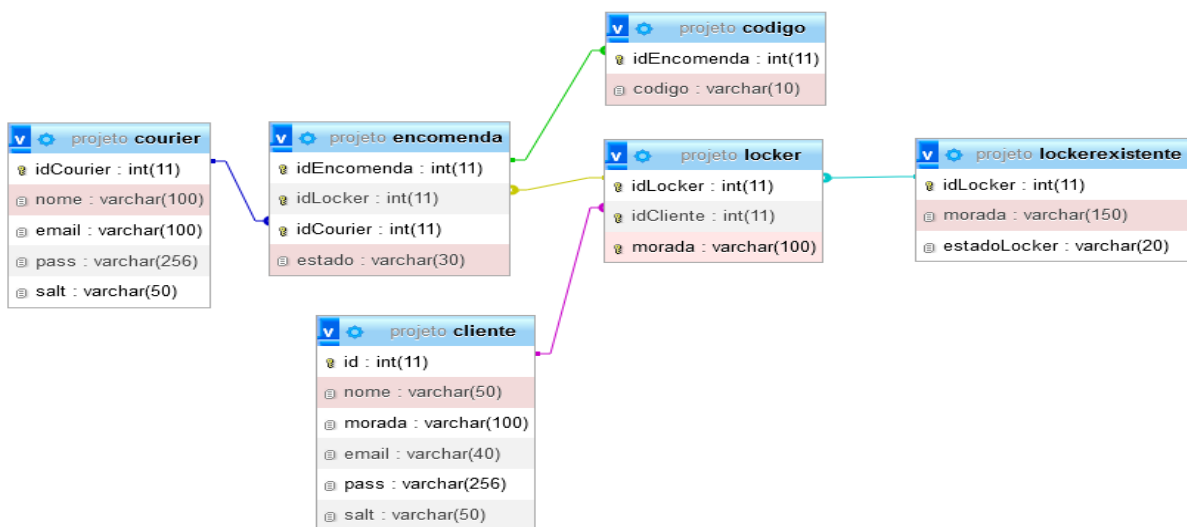 projeto codigo
idEncomenda : int(11)
codigo : varchar(10)
projeto courier
idCourier : int(11)
nome : varchar(100)
email : varchar(100)
pass : varchar(256)
salt : varchar(50)
projeto encomenda
idEncomenda : int(11)
idLocker : int(11)
idCourier : int(11)
estado : varchar(30)
projeto locker
idLocker : int(11)
idCliente : int(11)
morada : varchar(100)
projeto lockerexistente
idLocker : int(11)
morada : varchar(150)
estadoLocker : varchar(20)
projeto cliente
id : int(11)
nome : varchar(50)
morada : varchar(100)
email : varchar(40)
pass : varchar(256)
salt : varchar(50)